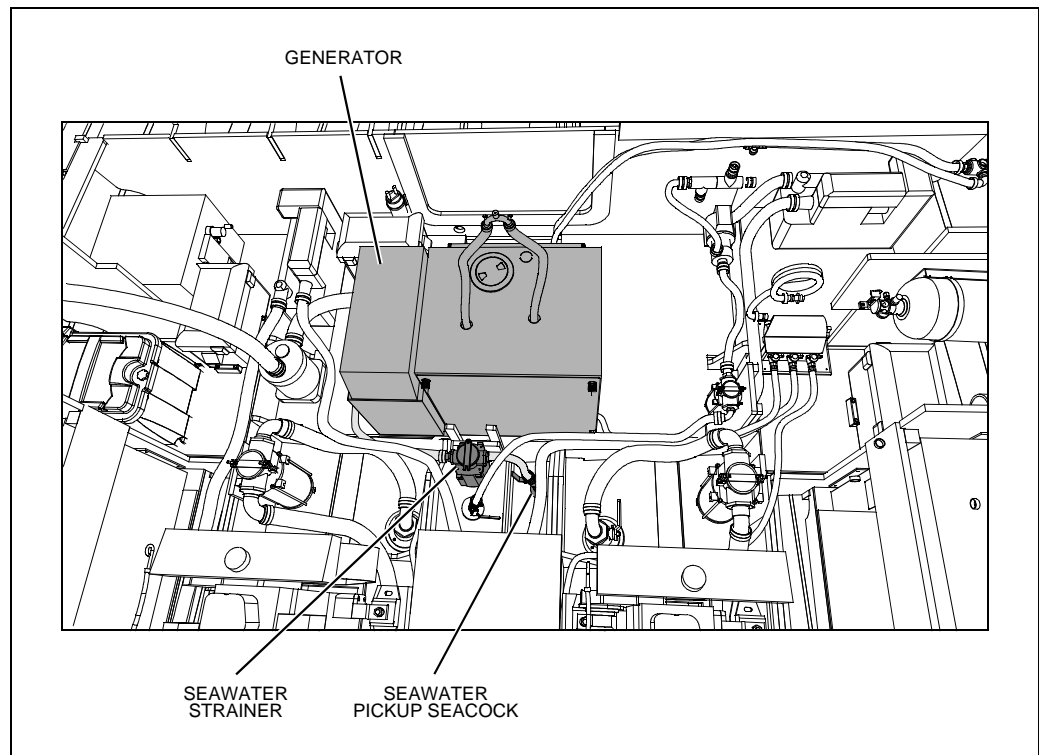 GENERATOR
SEAWATER
STRAINER
SEAWATER
PICKUP SEACOCK